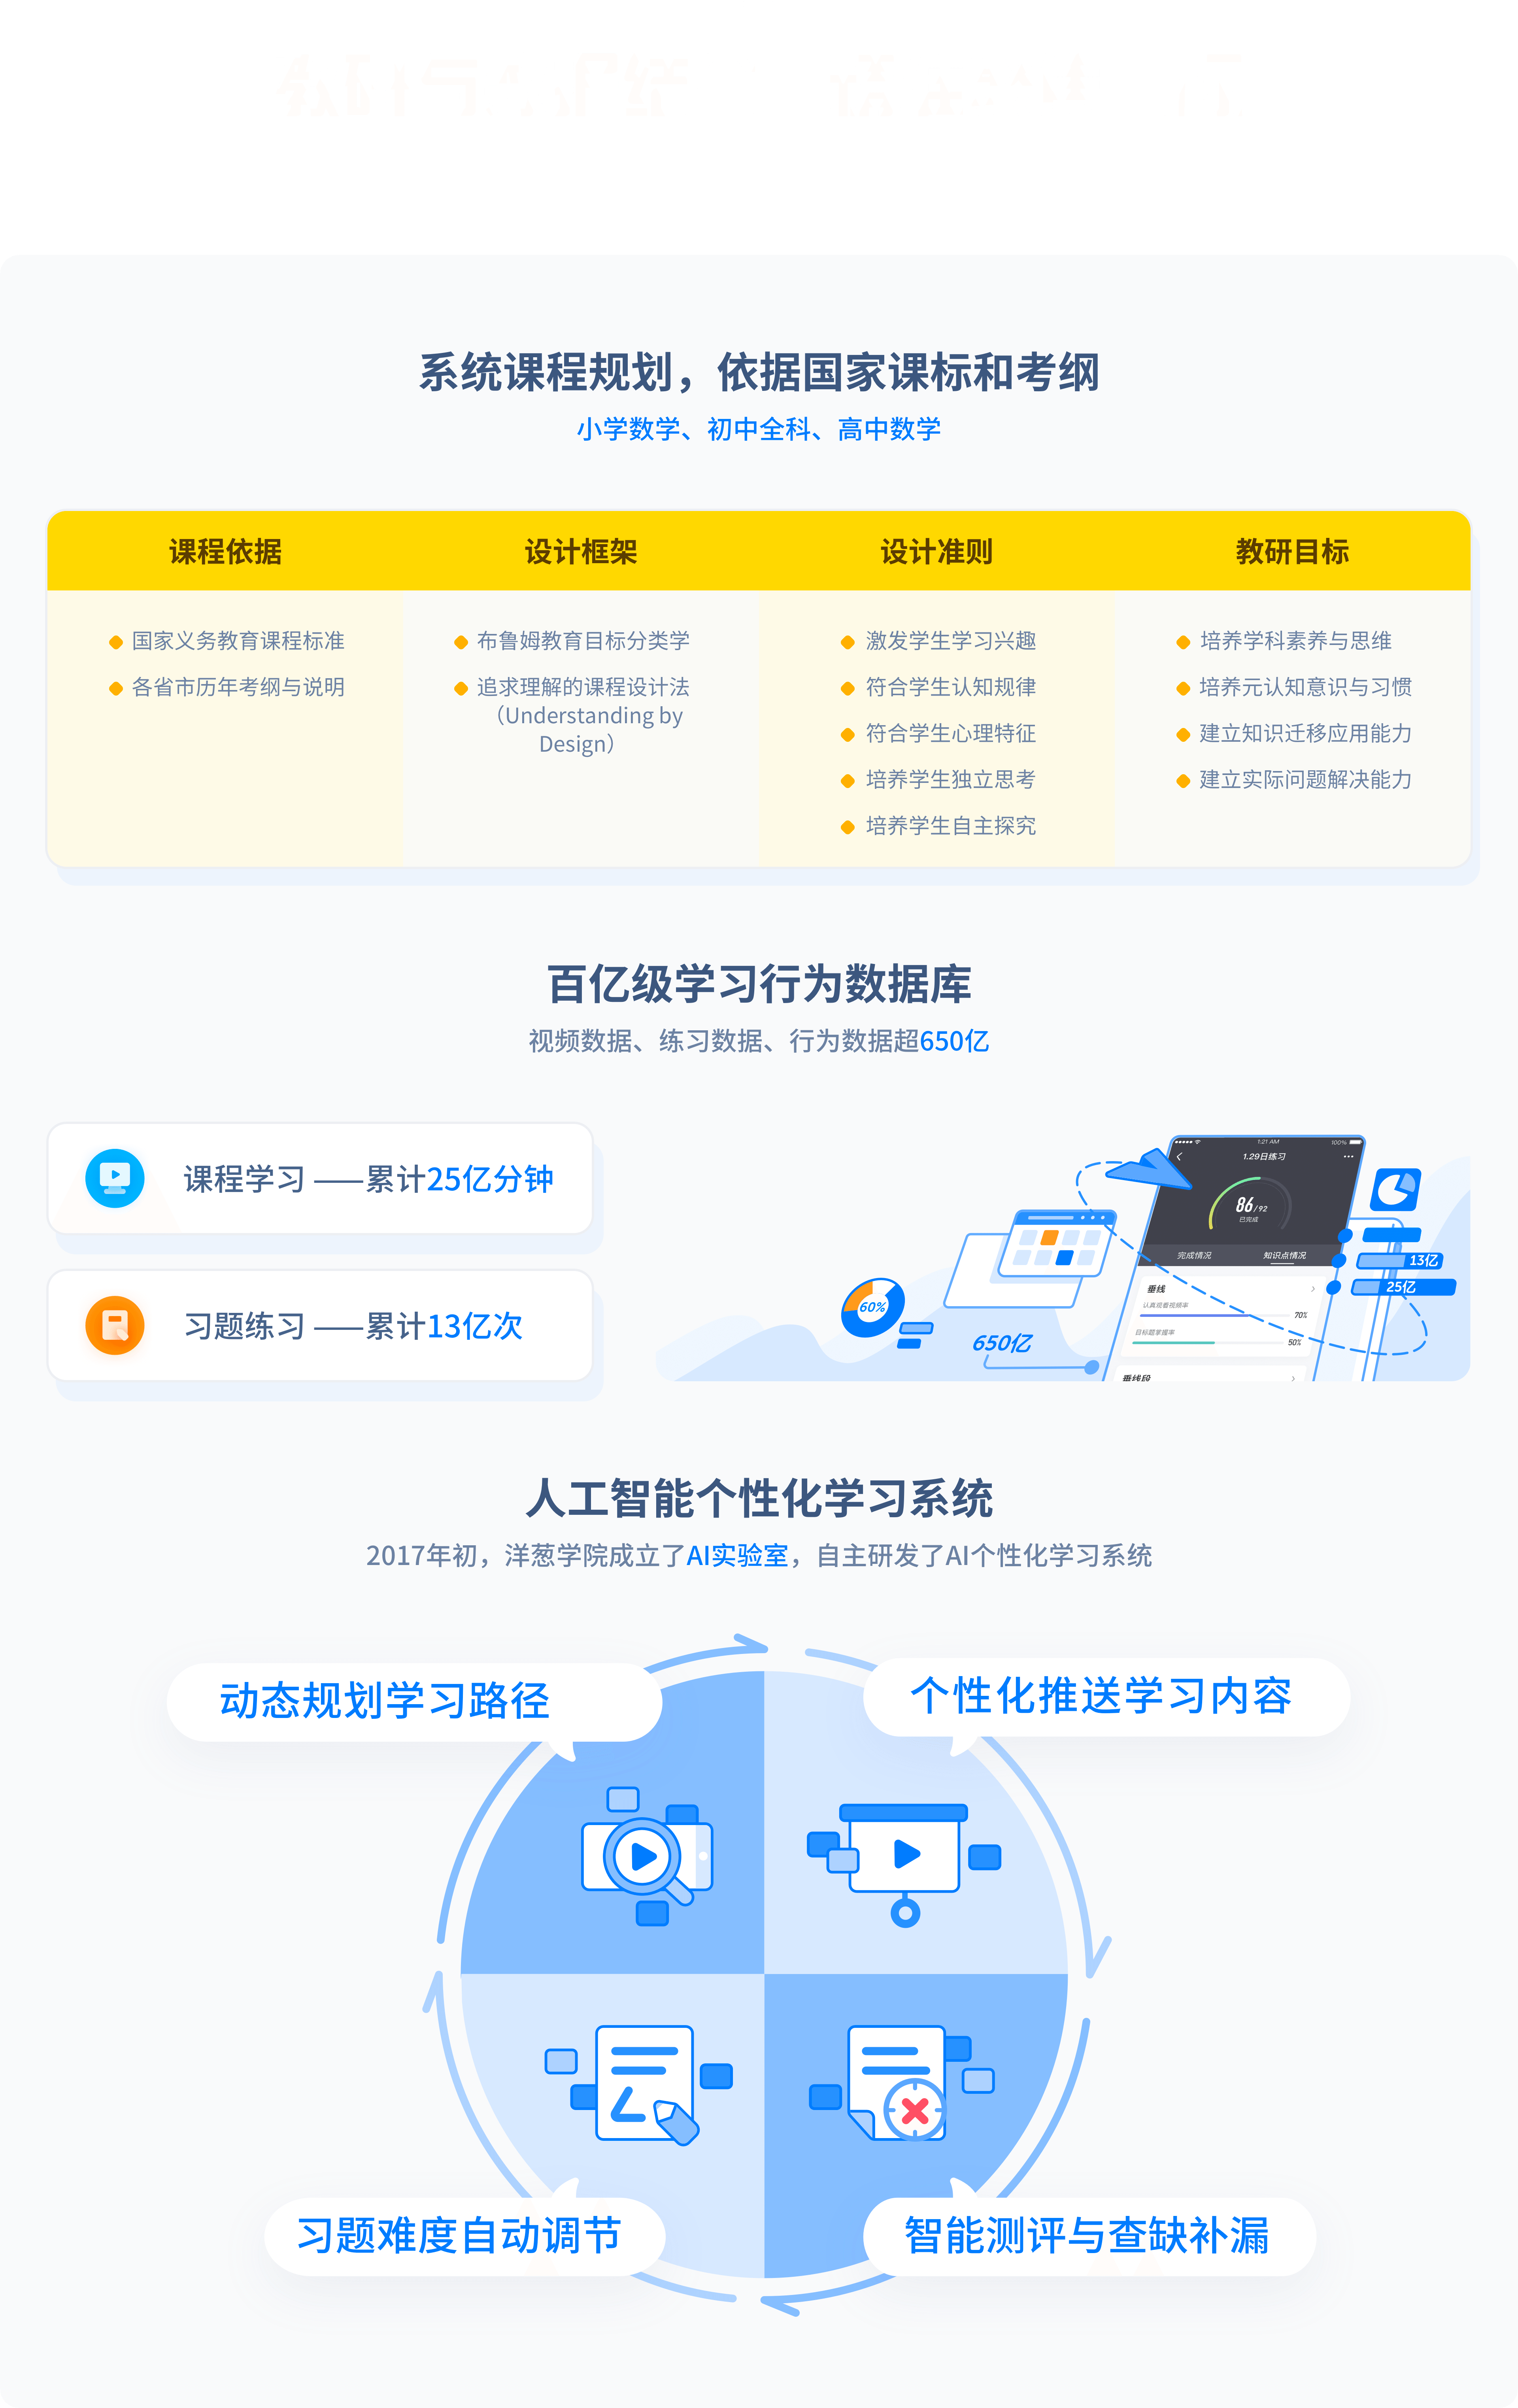 系统课程规划，依据国家课标和考纲
小学数学、初中全科、高中数学
课程依据
国家义务教育课程标准
各省市历年考纲与说明
设计框架
布鲁姆教育目标分类学
追求理解的课程设计法
（Understanding by
Design）
设计准则
激发学生学习兴趣
符合学生认知规律
符合学生心理特征
培养学生独立思考
培养学生自主探究
教研目标
培养学科素养与思维
培养元认知意识与习惯
建立知识迁移应用能力
建立实际问题解决能力
百亿级学习行为数据库
视频数据、练习数据、行为数据超650亿
课程学习 ——累计25亿分钟
习题练习 ——累计13亿次
60%
650亿
1:21 AM
100%
1.29日练习
86/92
已完成
完成情况
知识点情况
垂线
认真观看视频率
70%
目标题掌握率
50%
垂线段
13亿
25亿
人工智能个性化学习系统
2017年初，洋葱学院成立了AI实验室，自主研发了AI个性化学习系统
动态规划学习路径
个性化推送学习内容
习题难度自动调节
智能测评与查缺补漏